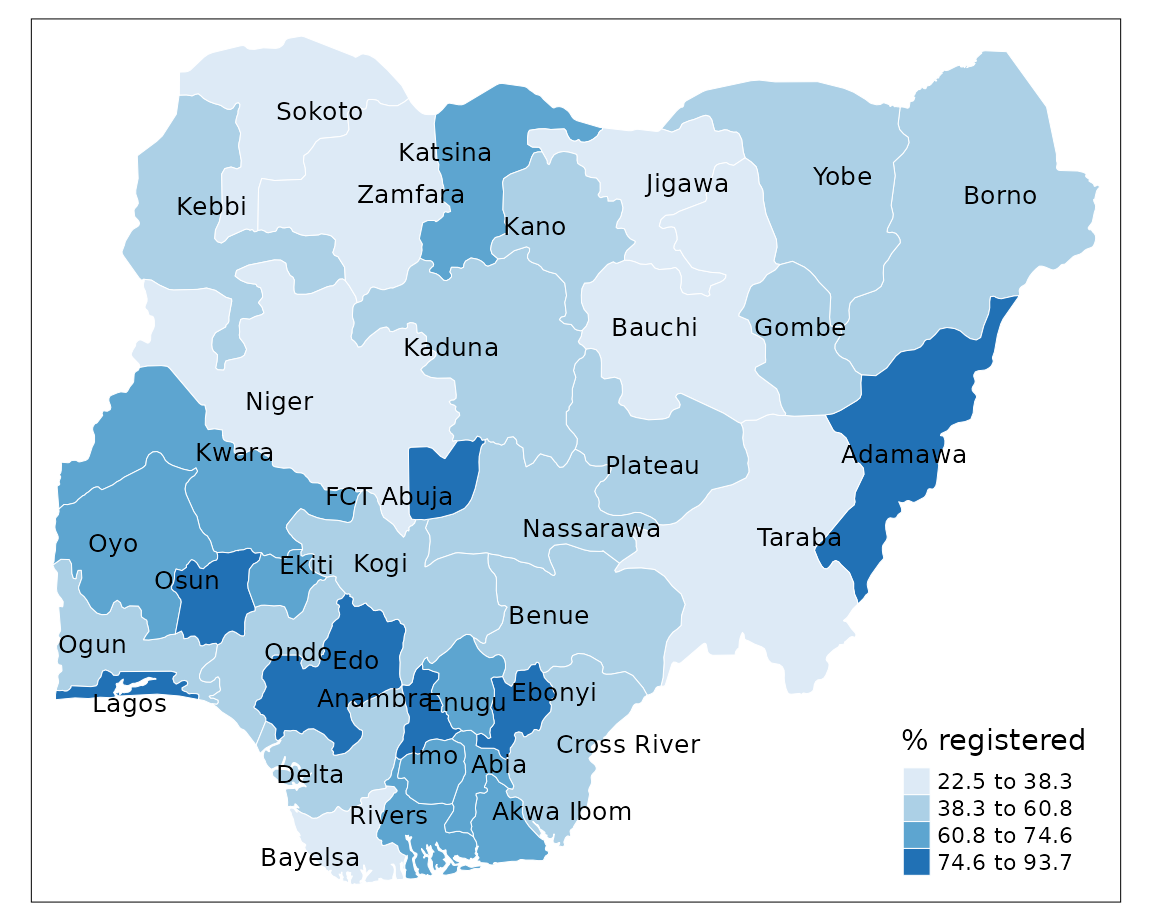 Sokoto
Katsina
Jigawa
Yobe
Zamfara
Borno
Kebbi
Kano
Bauchi
Gombe
Kaduna
Niger
Kwara
Adamawa
Plateau
FCT Abuja
Nassarawa
Taraba
Oyo
Kogi
Ekiti
Osun
Benue
Ogun
Ondo
Edo
Ebonyi
Anambra
Enugu
Lagos
Cross River
Imo
Abia
Delta
Akwa Ibom
Rivers
Bayelsa
% registered
22.5 to 38.3
38.3 to 60.8
60.8 to 74.6
74.6 to 93.7